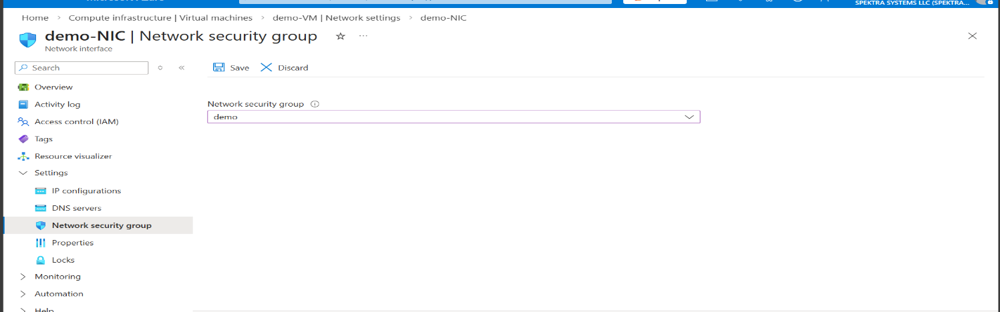 SPEKTRA SYSTEMS LLC (SPEKTRA...
Home > Compute infrastructure | Virtual machines > demo-VM | Network settings > demo-NIC
demo-NIC | Network security group
Network interface
Search
Save
Discard
Overview
Activity log
Access control (IAM)
Tags
Resource visualizer
Settings
IP configurations
DNS servers
Network security group
Properties
Locks
Monitoring
Automation
Help
Network security group
demo